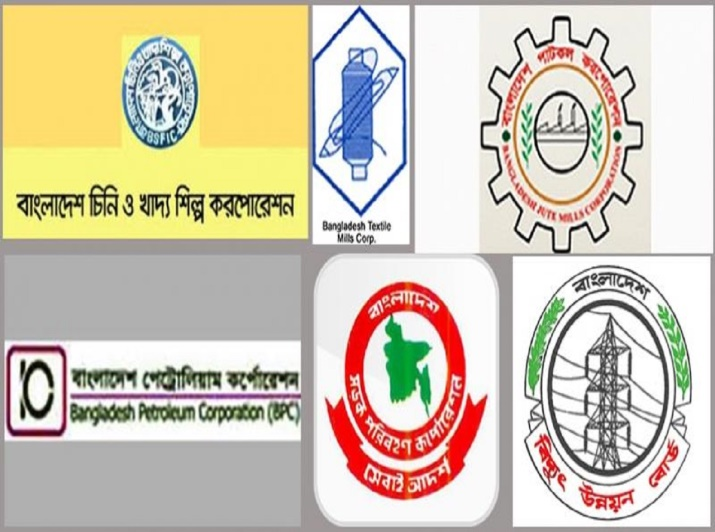 BSFIC
বাংলাদেশ চিনি ও খাদ্য শিল্প করপোরেশন
Bangladesh Textile
Mills Corp.
বাংলাদেশ পাটকল করপোরেশন
BANGLADESH JUTE MILLS CORPORATION
বাংলাদেশ পেট্রোলিয়াম কর্পোরেশন
Bangladesh Petroleum Corporation (BPC)
বাংলাদেশ
সড়ক পরিবহণ কর্পোরেশন
সেবাই আদর্শ
বাংলাদেশ
বিদ্যুৎ উন্নয়ন বোর্ড